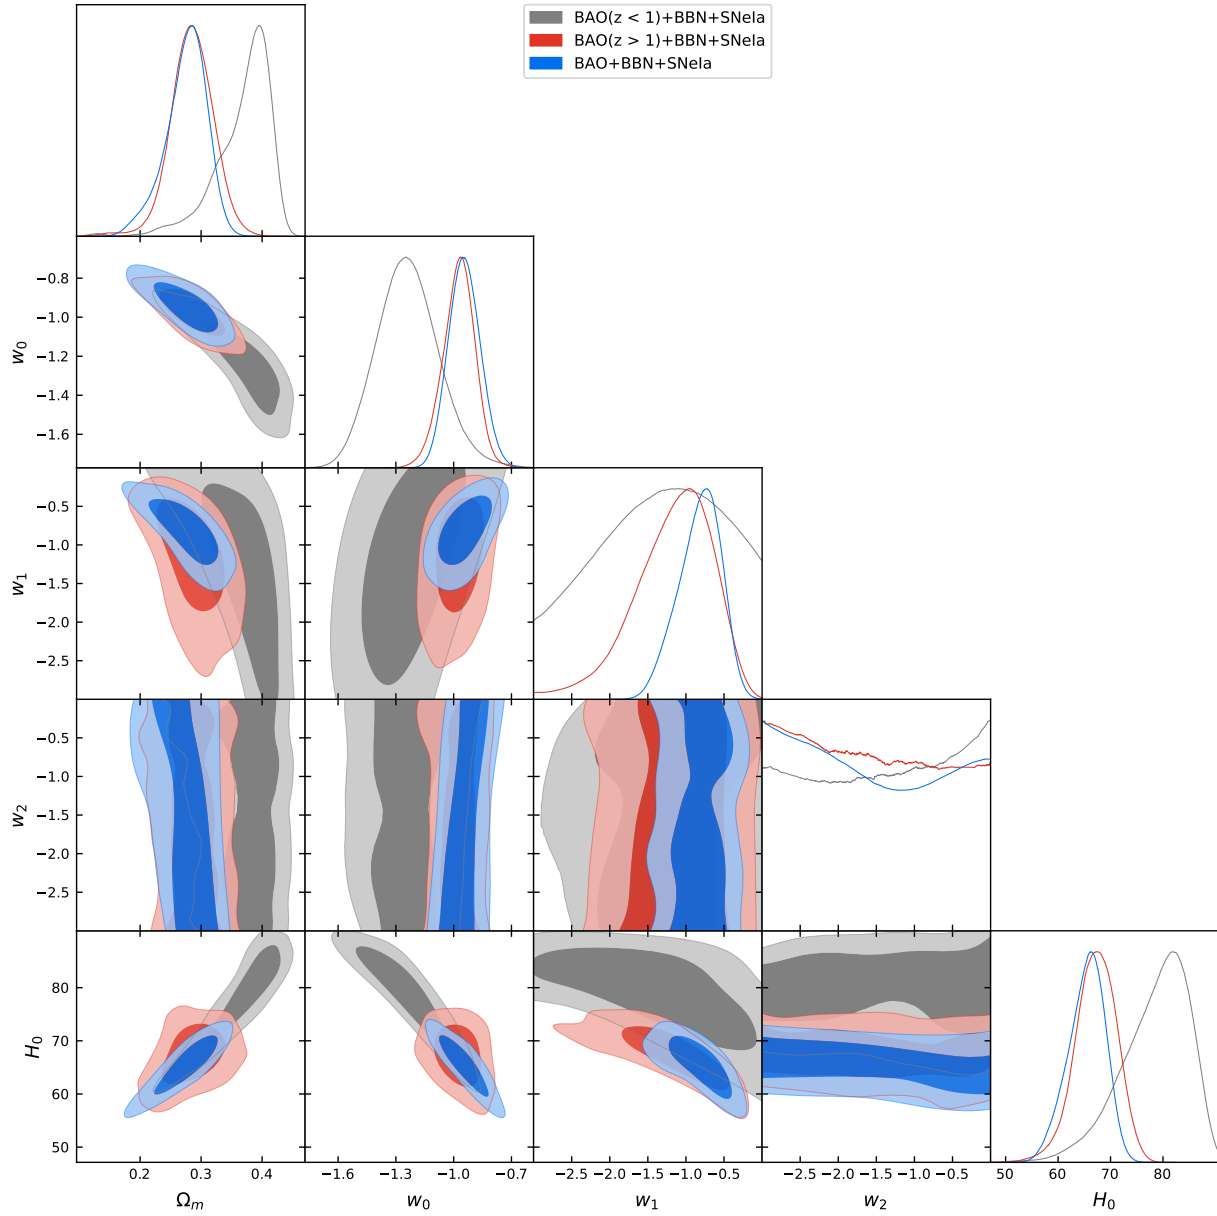 BAO(z < 1)+BBN+SNeIa
BAO(z > 1)+BBN+SNeIa
BAO+BBN+SNeIa
w₀
−0.8
−1.0
−1.2
−1.4
−1.6
w₁
−0.5
−1.0
−1.5
−2.0
−2.5
w₂
−0.5
−1.0
−1.5
−2.0
−2.5
H₀
80
70
60
50
0.2 0.3 0.4
−1.6 −1.3 −1.0 −0.7
−2.5 −2.0 −1.5 −1.0 −0.5
−2.5 −2.0 −1.5 −1.0 −0.5
50 60 70 80
Ωₘ w₀ w₁ w₂ H₀